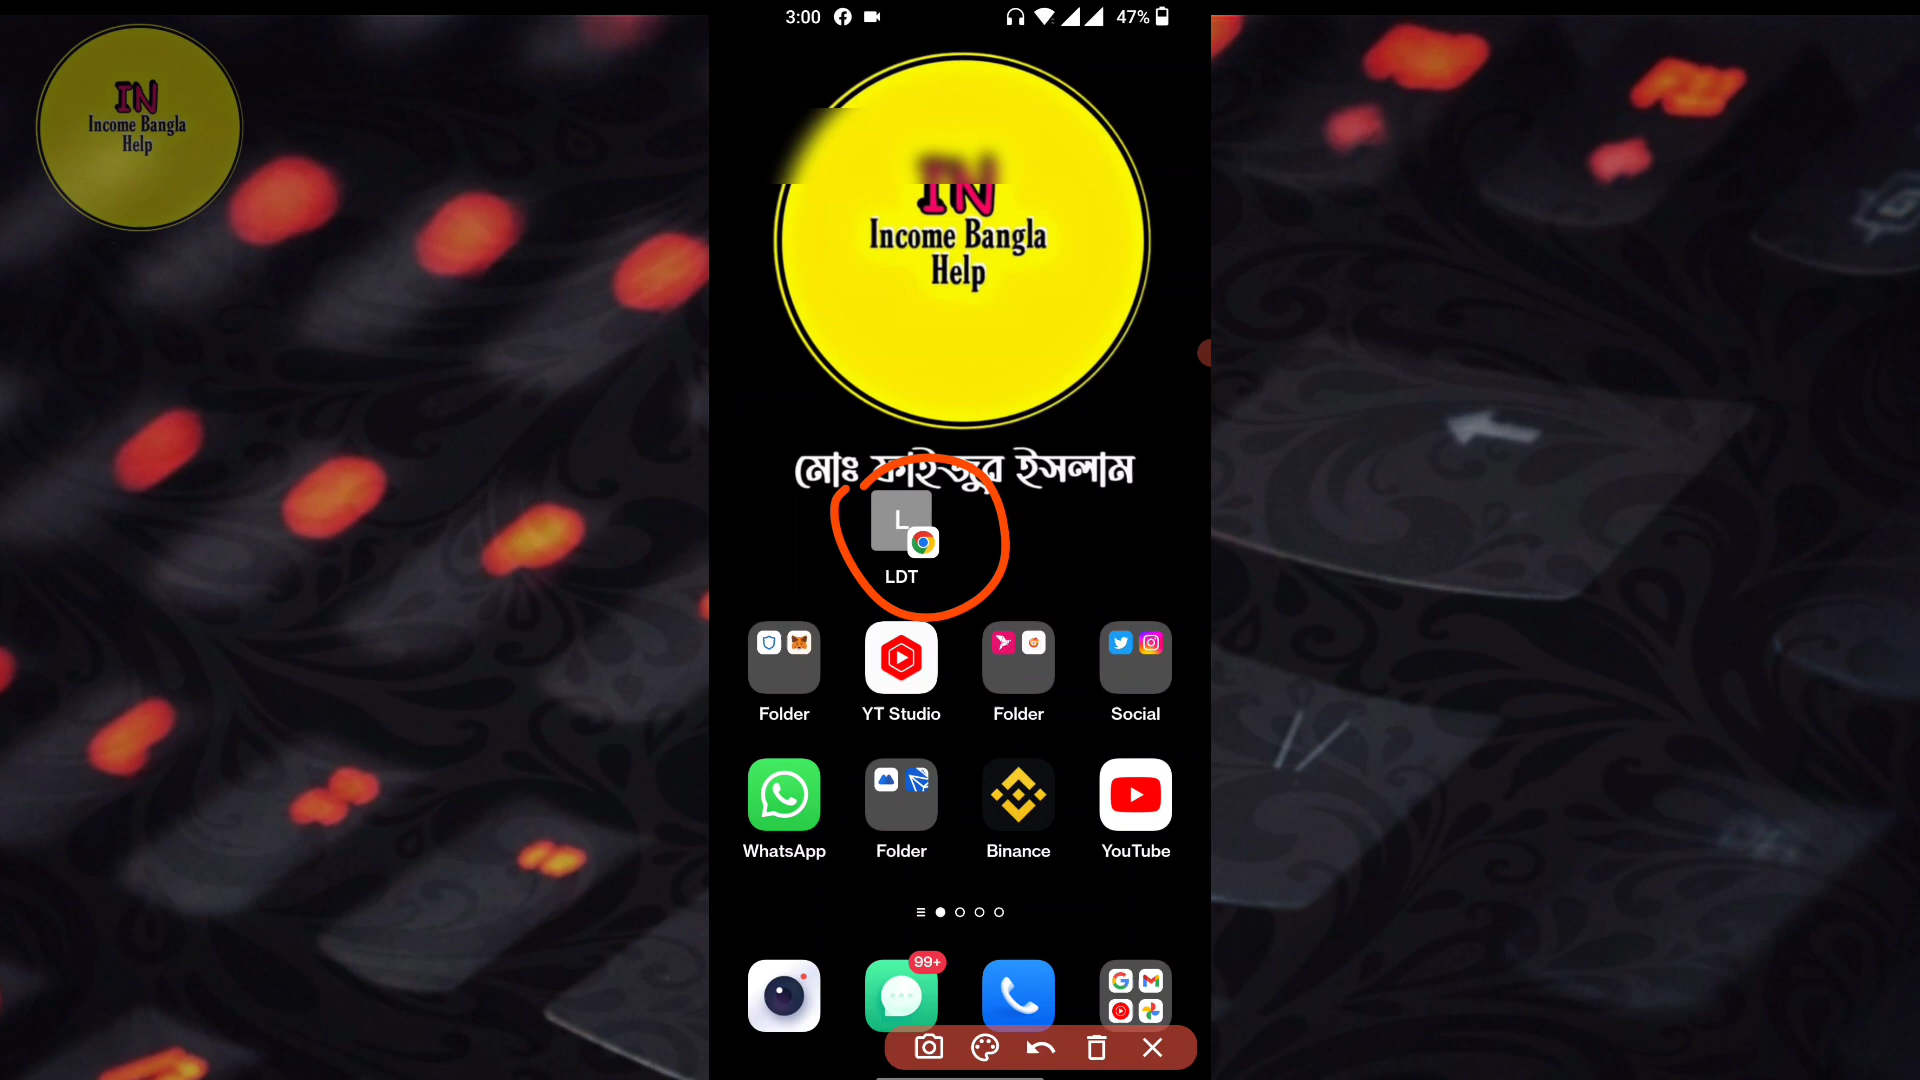 3:00
47%
IN
Income Bangla
Help
IN
Income Bangla
Help
মোঃ ফাইজুর ইসলাম
L
LDT
Folder
YT Studio
Folder
Social
WhatsApp
Folder
Binance
YouTube
99+